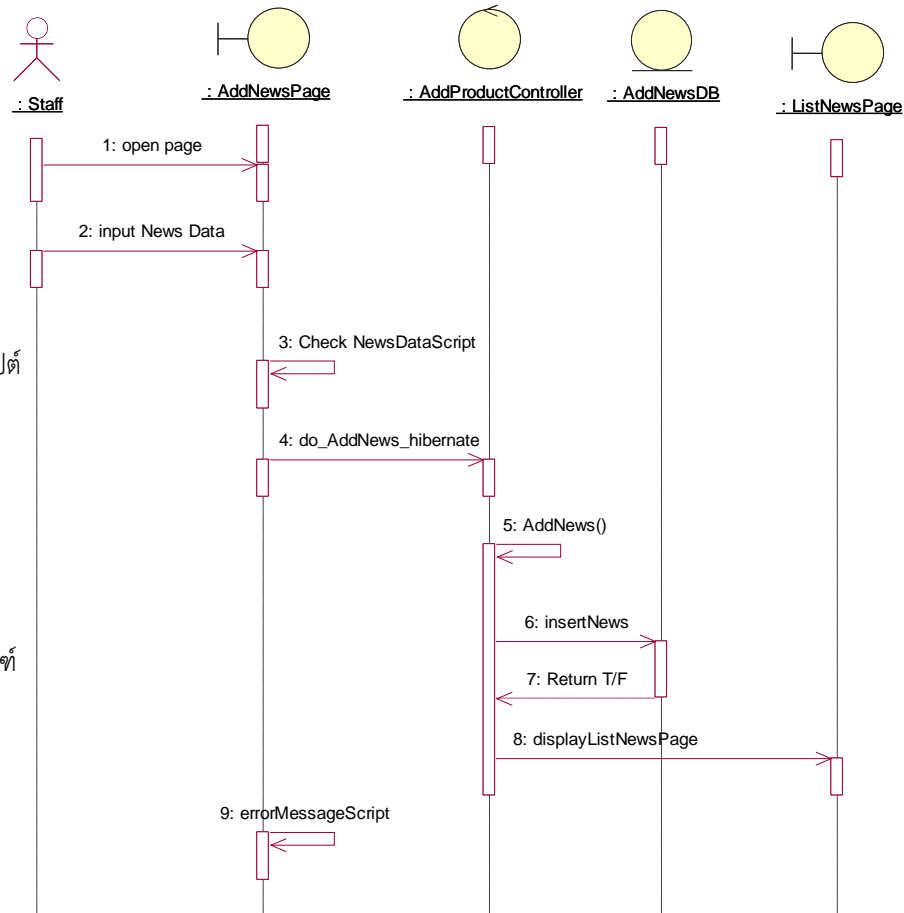 : Staff
: AddNewsPage
: AddProductController
: AddNewsDB
: ListNewsPage
1: open page
2: input News Data
3: Check NewsDataScript
4: do_AddNews_hibernate
5: AddNews()
6: insertNews
7: Return T/F
8: displayListNewsPage
9: errorMessageScript